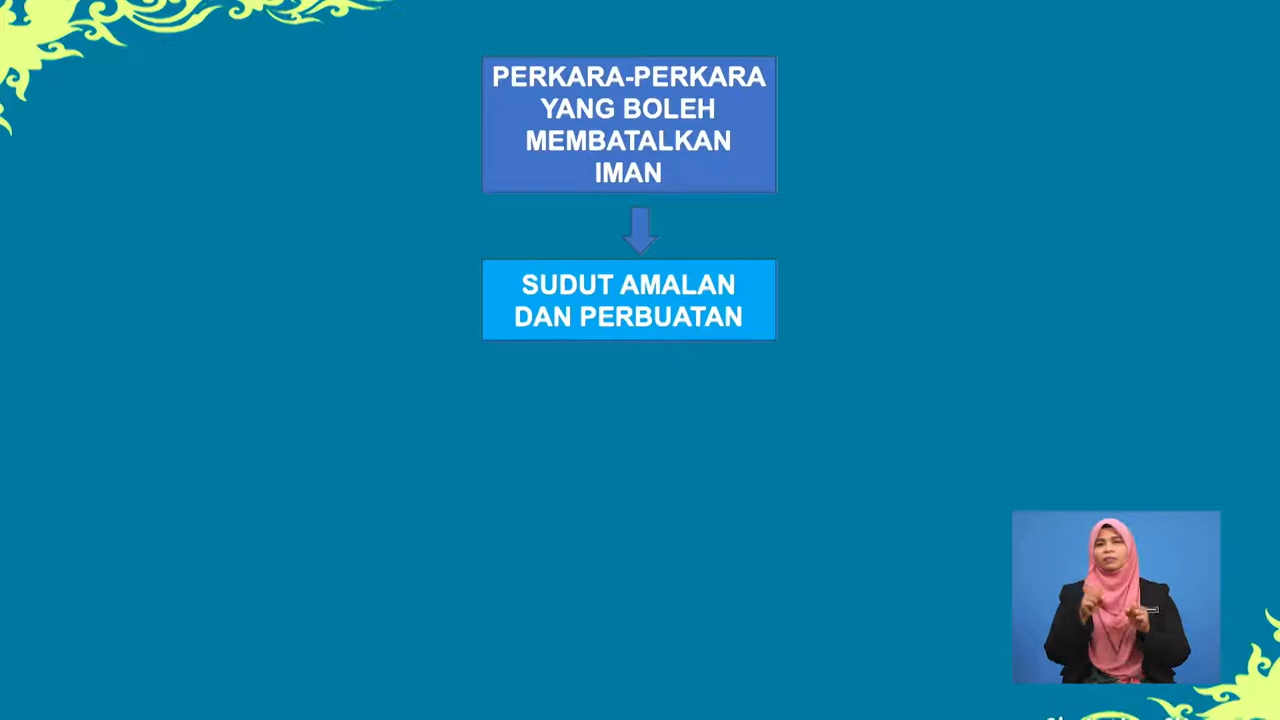 PERKARA-PERKARA
YANG BOLEH
MEMBATALKAN
IMAN
SUDUT AMALAN
DAN PERBUATAN